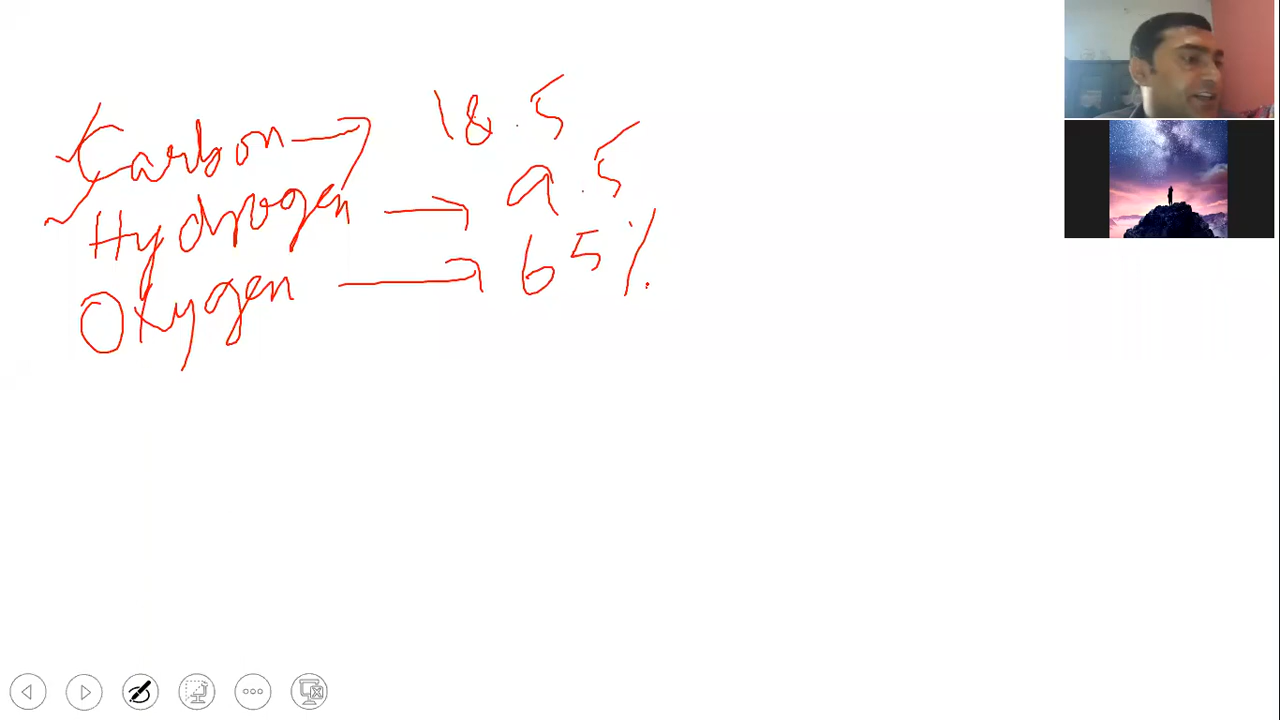 Carbon → 18.5
Hydrogen → 9.5
Oxygen → 65%